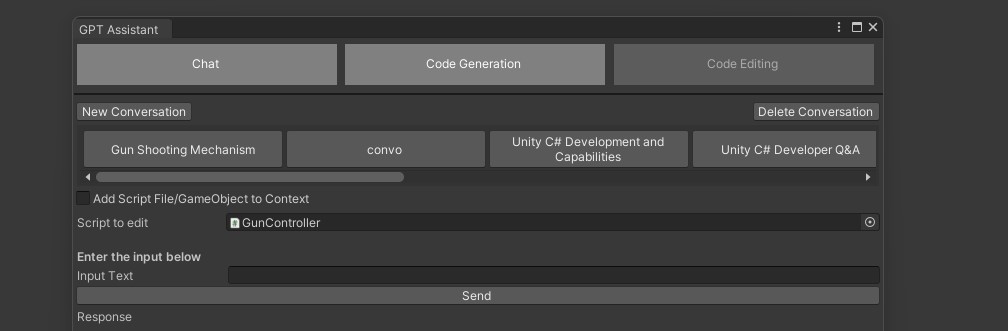 GPT Assistant
Chat
Code Generation
Code Editing
New Conversation
Delete Conversation
Gun Shooting Mechanism
convo
Unity C# Development and
Capabilities
Unity C# Developer Q&A
Add Script File/GameObject to Context
Script to edit
# GunController
Enter the input below
Input Text
Send
Response